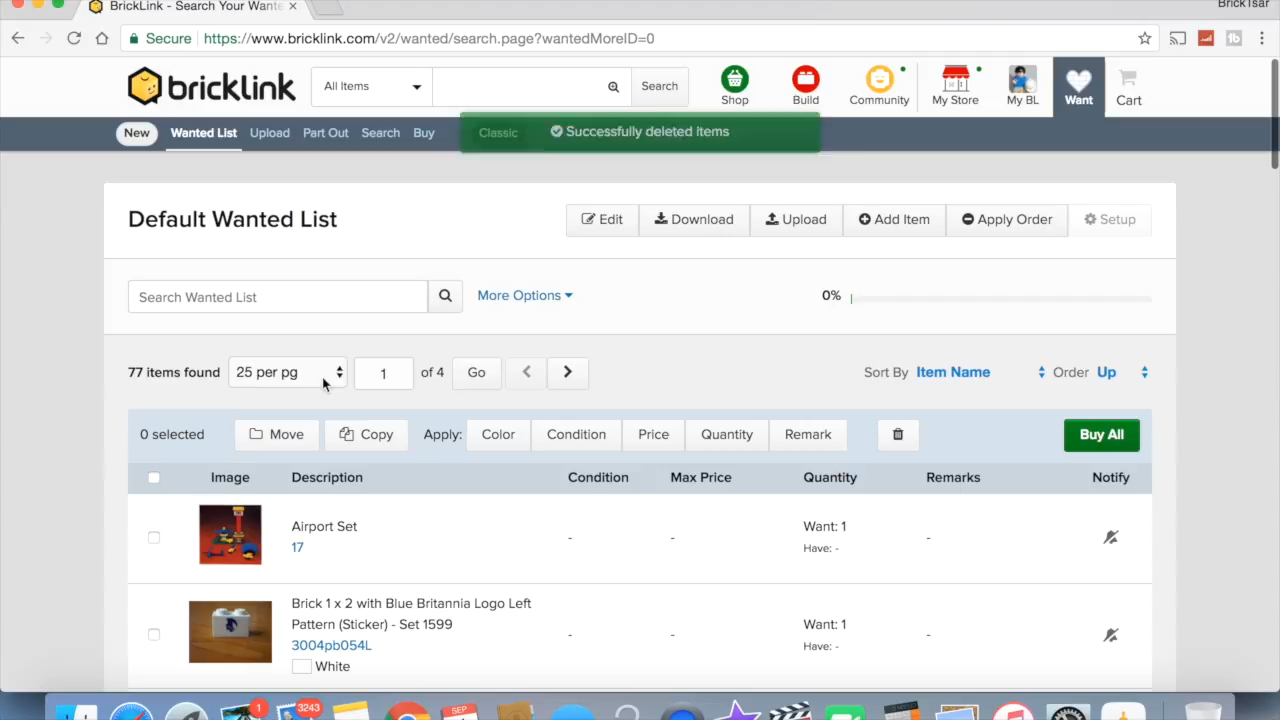 BrickLink - Search Your Wante ×
BrickTsar
Secure https://www.bricklink.com/v2/wanted/search.page?wantedMoreID=0
bricklink
All Items
Search
Shop
Build
Community
My Store
My BL
Want
Cart
New
Wanted List
Upload
Part Out
Search
Buy
Classic
Successfully deleted items
Default Wanted List
Edit
Download
Upload
Add Item
Apply Order
Setup
Search Wanted List
More Options
0%
77 items found
25 per pg
1
of 4
Go
Sort By Item Name
Order Up
0 selected
Move
Copy
Apply:
Color
Condition
Price
Quantity
Remark
Buy All
Image
Description
Condition
Max Price
Quantity
Remarks
Notify
Airport Set
17
-
-
Want: 1
Have: -
-
Brick 1 x 2 with Blue Britannia Logo Left
Pattern (Sticker) - Set 1599
3004pb054L
White
-
-
Want: 1
Have: -
-
1
3243
SEP